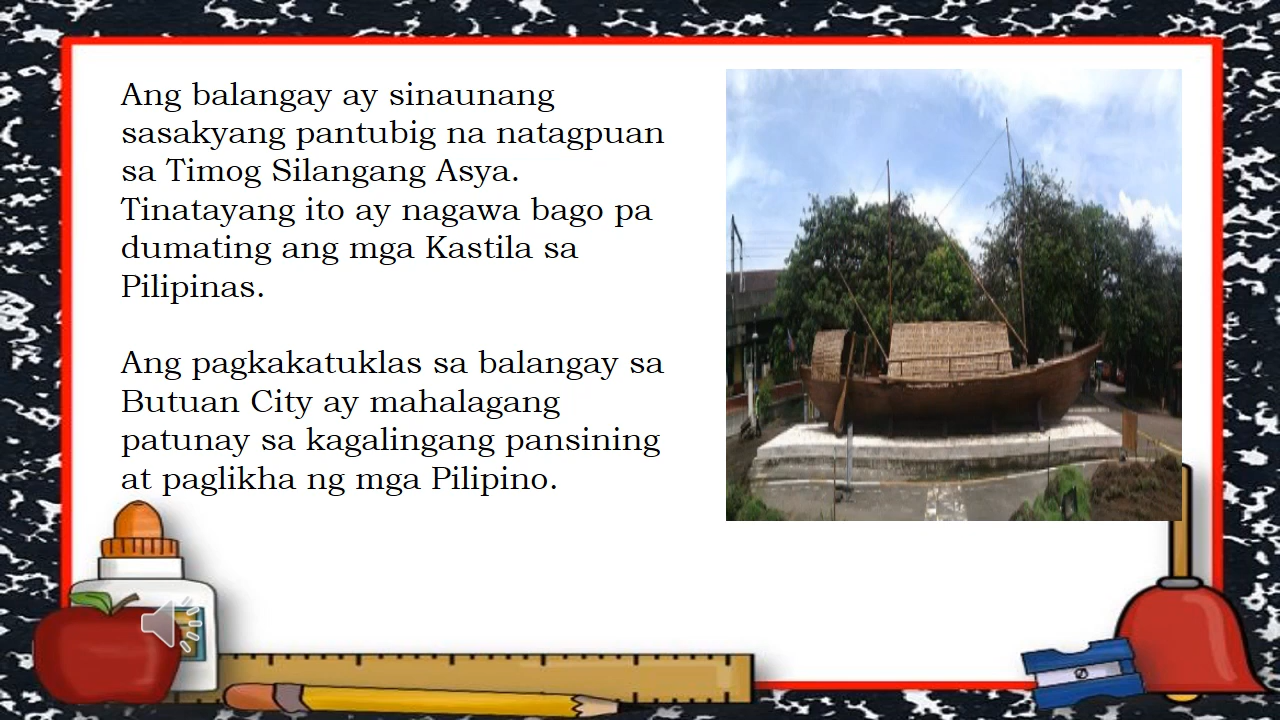 Ang balangay ay sinaunang
sasakyang pantubig na natagpuan
sa Timog Silangang Asya.
Tinatayang ito ay nagawa bago pa
dumating ang mga Kastila sa
Pilipinas.
Ang pagkakatuklas sa balangay sa
Butuan City ay mahalagang
patunay sa kagalingang pansining
at paglikha ng mga Pilipino.